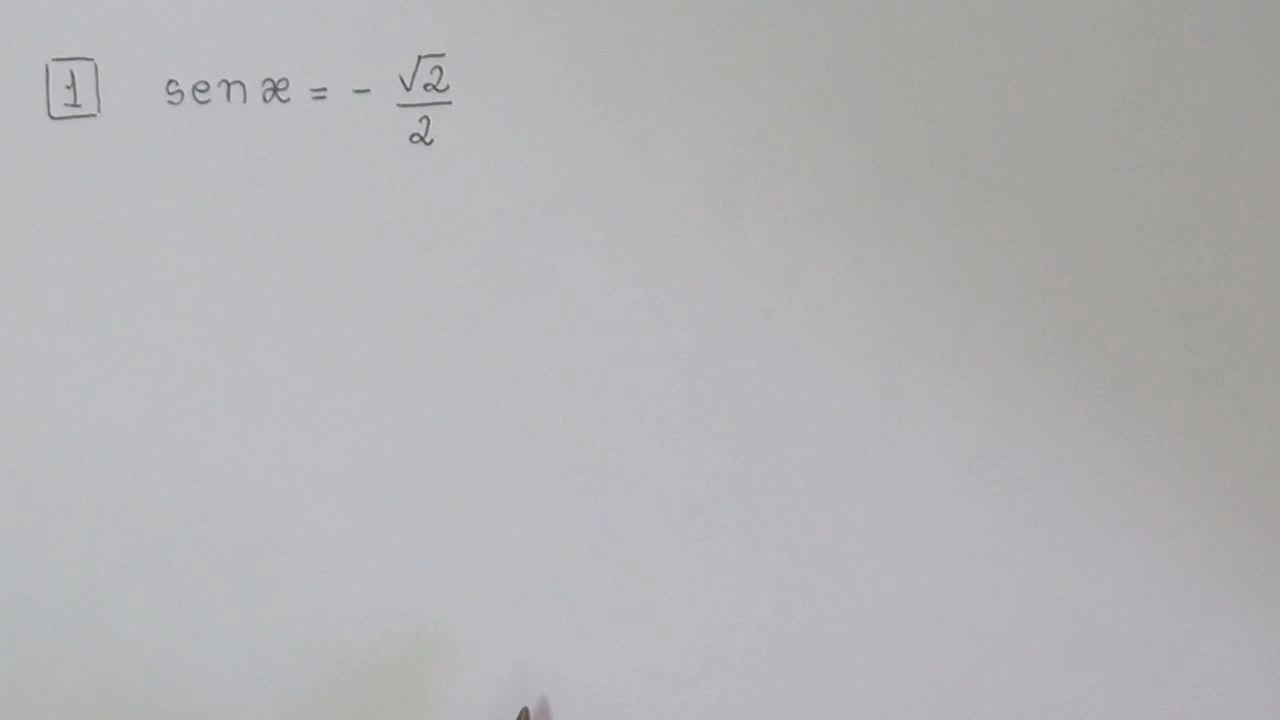 1 sen x = - √2/2